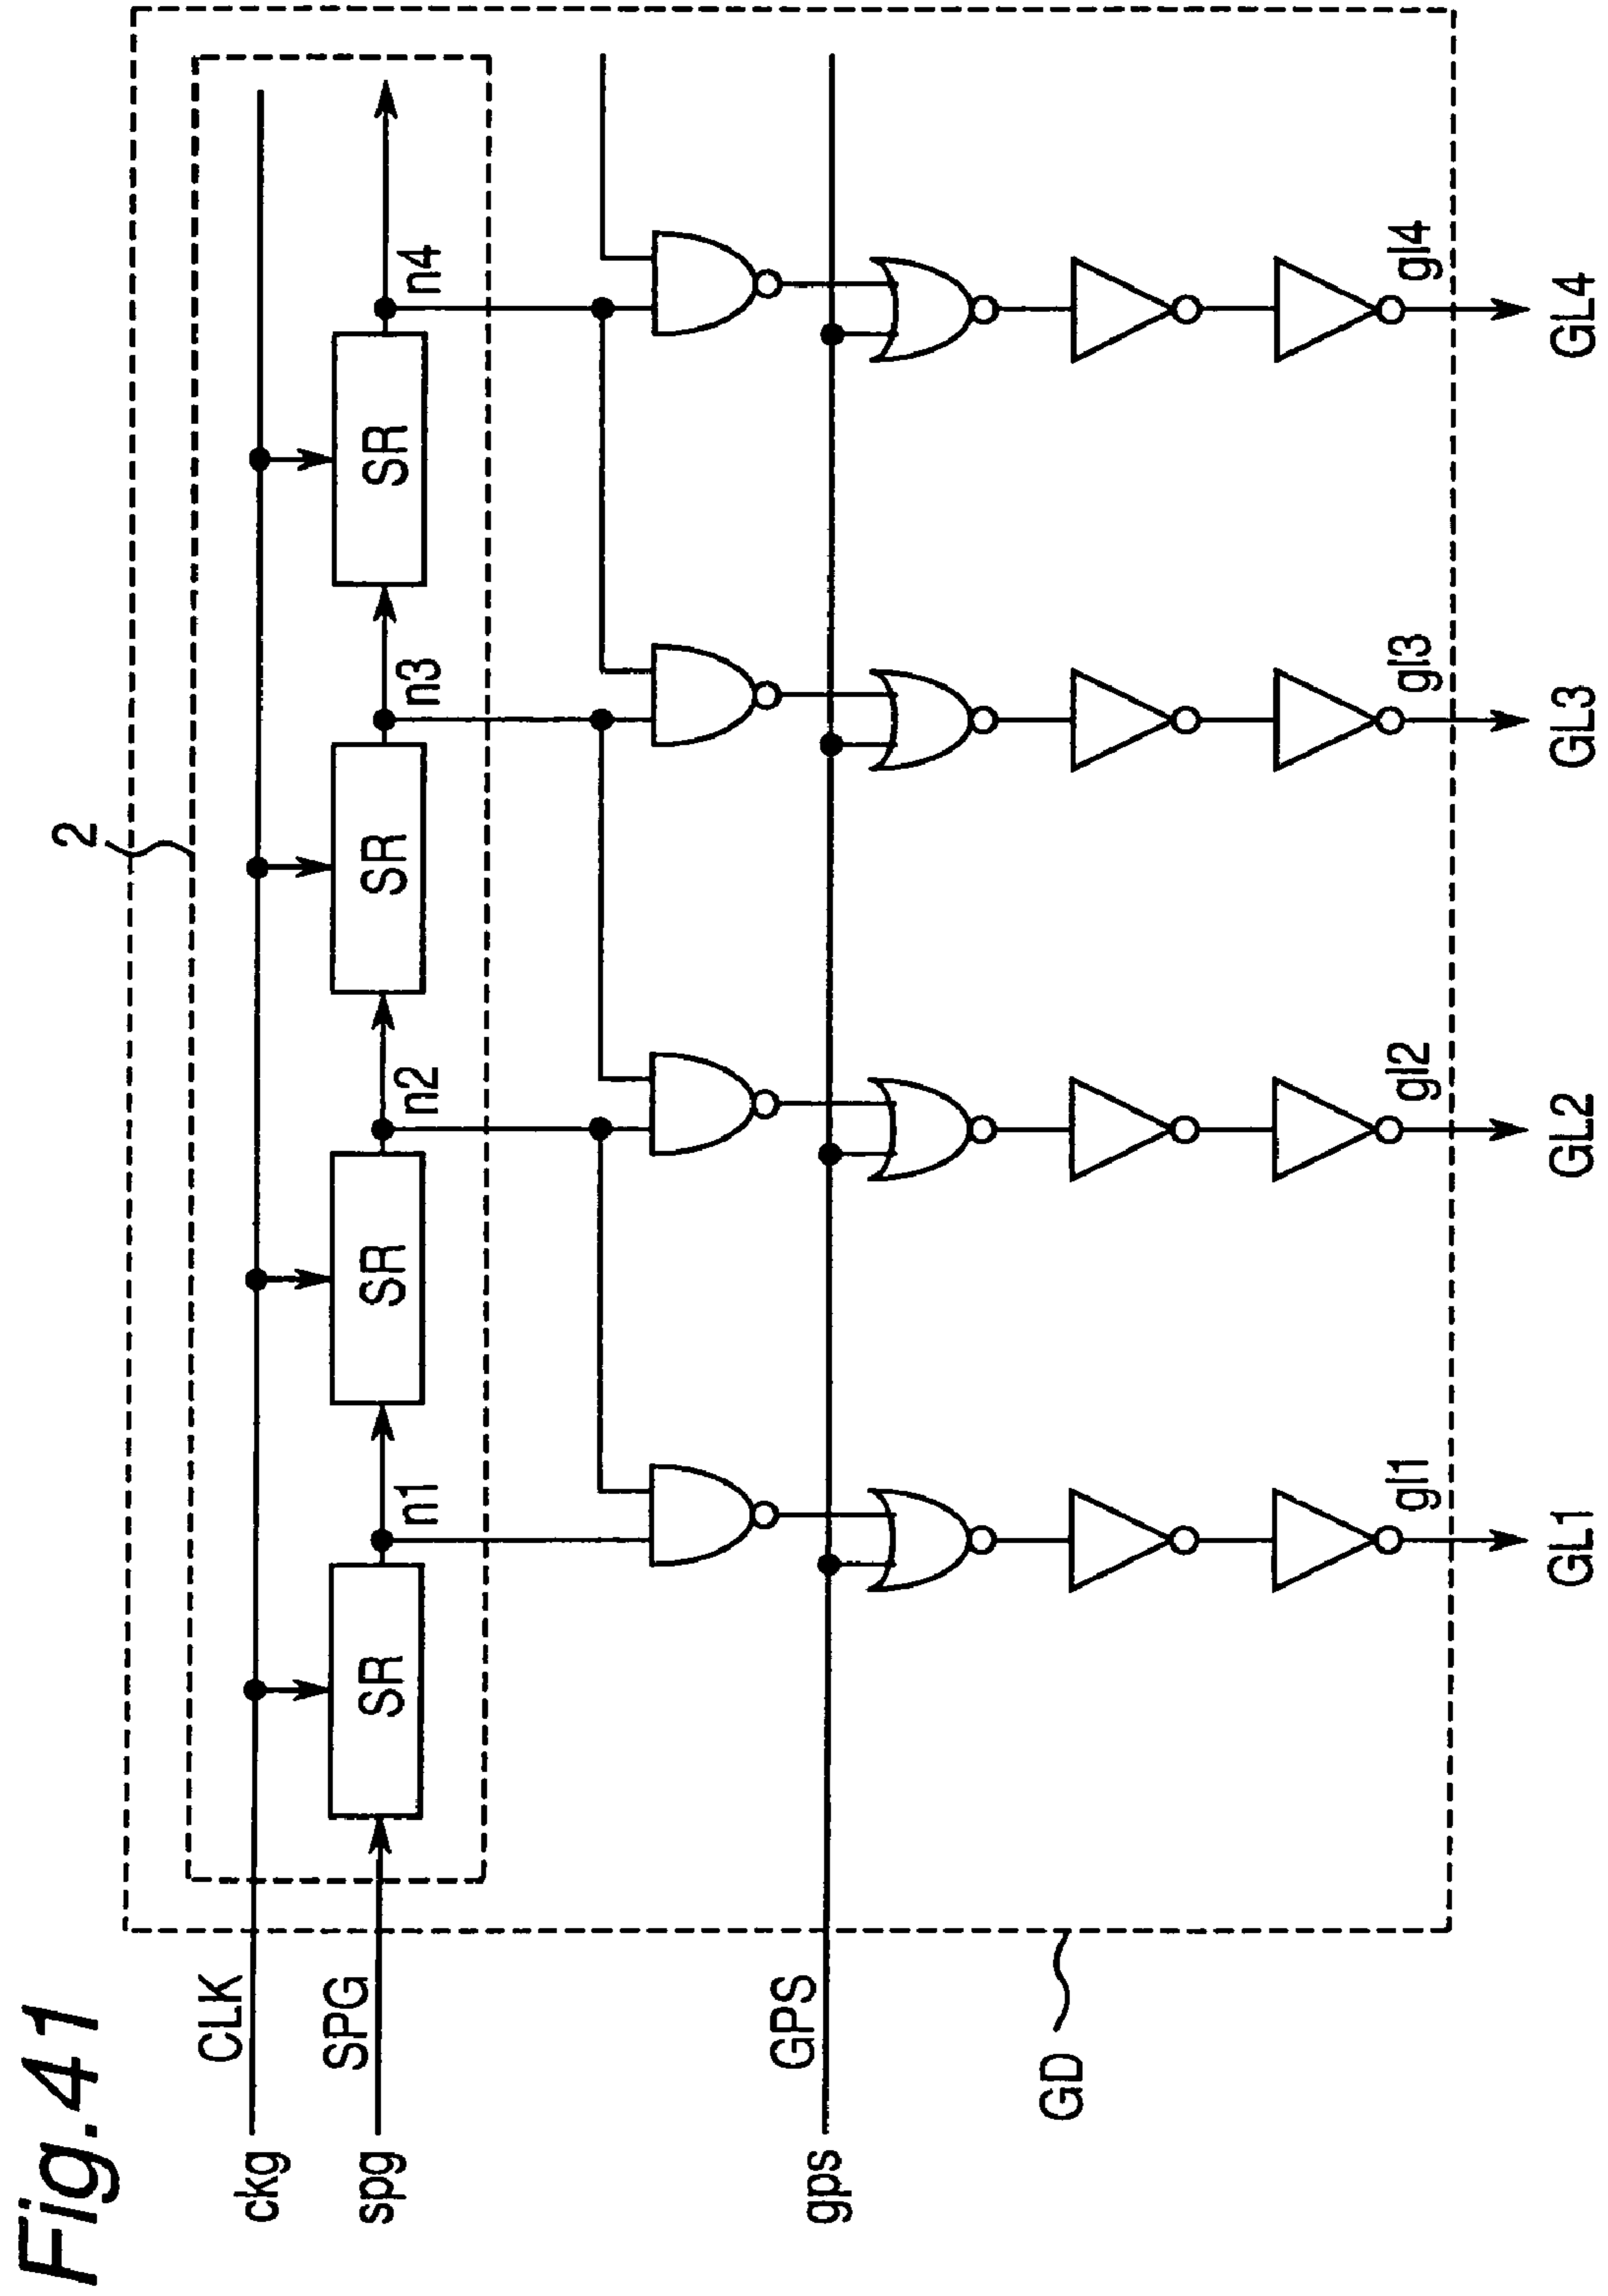 Fig.41
2
ckg
CLK
spg
SPG
SR
SR
SR
SR
n1
n2
n3
n4
gps
GPS
GD
gl1
gl2
gl3
gl4
GL1
GL2
GL3
GL4